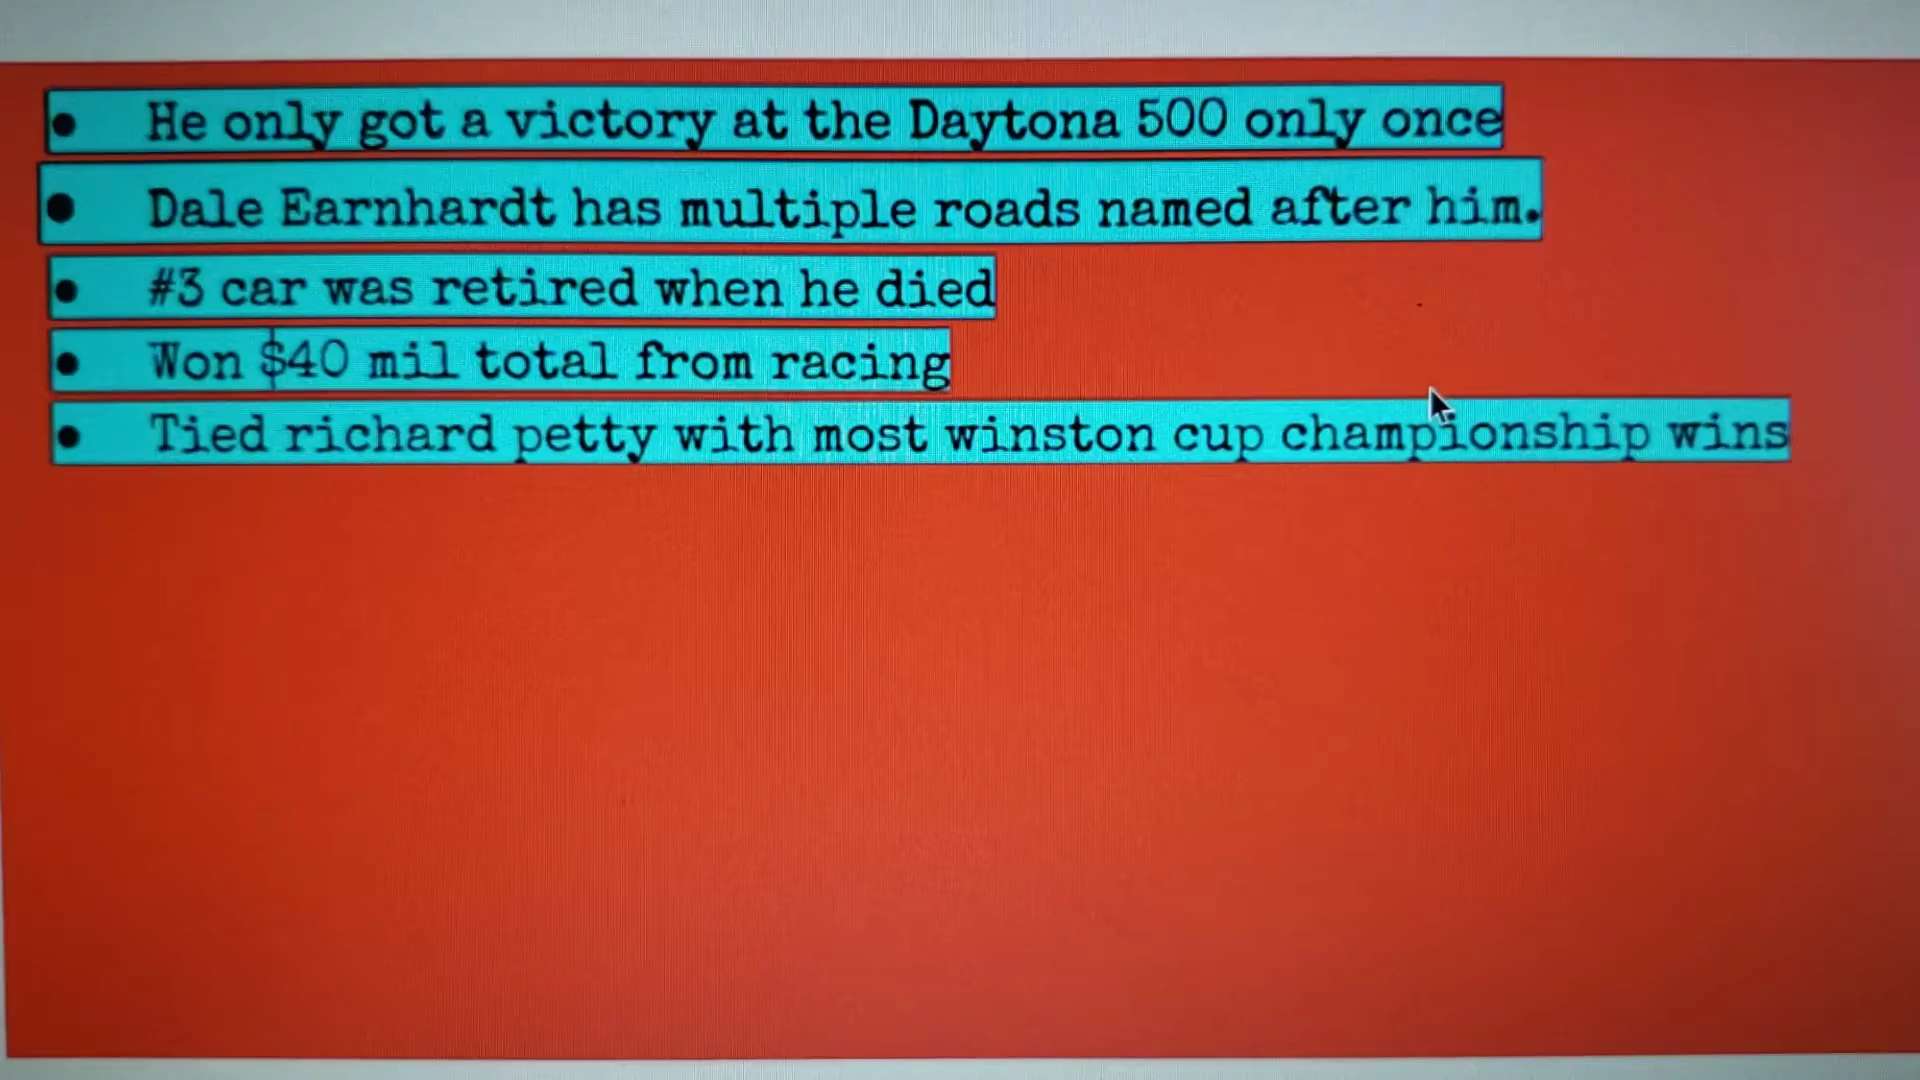 ● He only got a victory at the Daytona 500 only once
● Dale Earnhardt has multiple roads named after him.
● #3 car was retired when he died
● Won $40 mil total from racing
● Tied richard petty with most winston cup championship wins